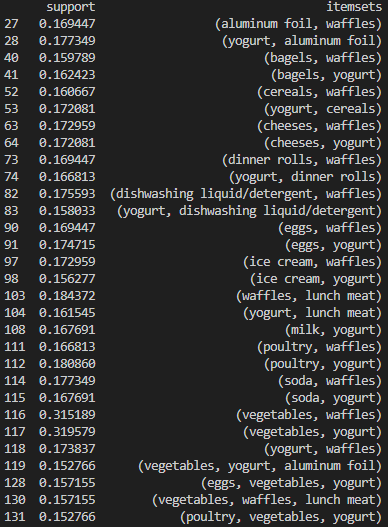 support itemsets
27 0.169447 (aluminum foil, waffles)
28 0.177349 (yogurt, aluminum foil)
40 0.159789 (bagels, waffles)
41 0.162423 (bagels, yogurt)
52 0.160667 (cereals, waffles)
53 0.172081 (yogurt, cereals)
63 0.172959 (cheeses, waffles)
64 0.172081 (cheeses, yogurt)
73 0.169447 (dinner rolls, waffles)
74 0.166813 (yogurt, dinner rolls)
82 0.175593 (dishwashing liquid/detergent, waffles)
83 0.158033 (yogurt, dishwashing liquid/detergent)
90 0.169447 (eggs, waffles)
91 0.174715 (eggs, yogurt)
97 0.172959 (ice cream, waffles)
98 0.156277 (ice cream, yogurt)
103 0.184372 (waffles, lunch meat)
104 0.161545 (yogurt, lunch meat)
108 0.167691 (milk, yogurt)
111 0.166813 (poultry, waffles)
112 0.180860 (poultry, yogurt)
114 0.177349 (soda, waffles)
115 0.167691 (soda, yogurt)
116 0.315189 (vegetables, waffles)
117 0.319579 (vegetables, yogurt)
118 0.173837 (yogurt, waffles)
119 0.152766 (vegetables, yogurt, aluminum foil)
128 0.157155 (eggs, vegetables, yogurt)
130 0.157155 (vegetables, waffles, lunch meat)
131 0.152766 (poultry, vegetables, yogurt)